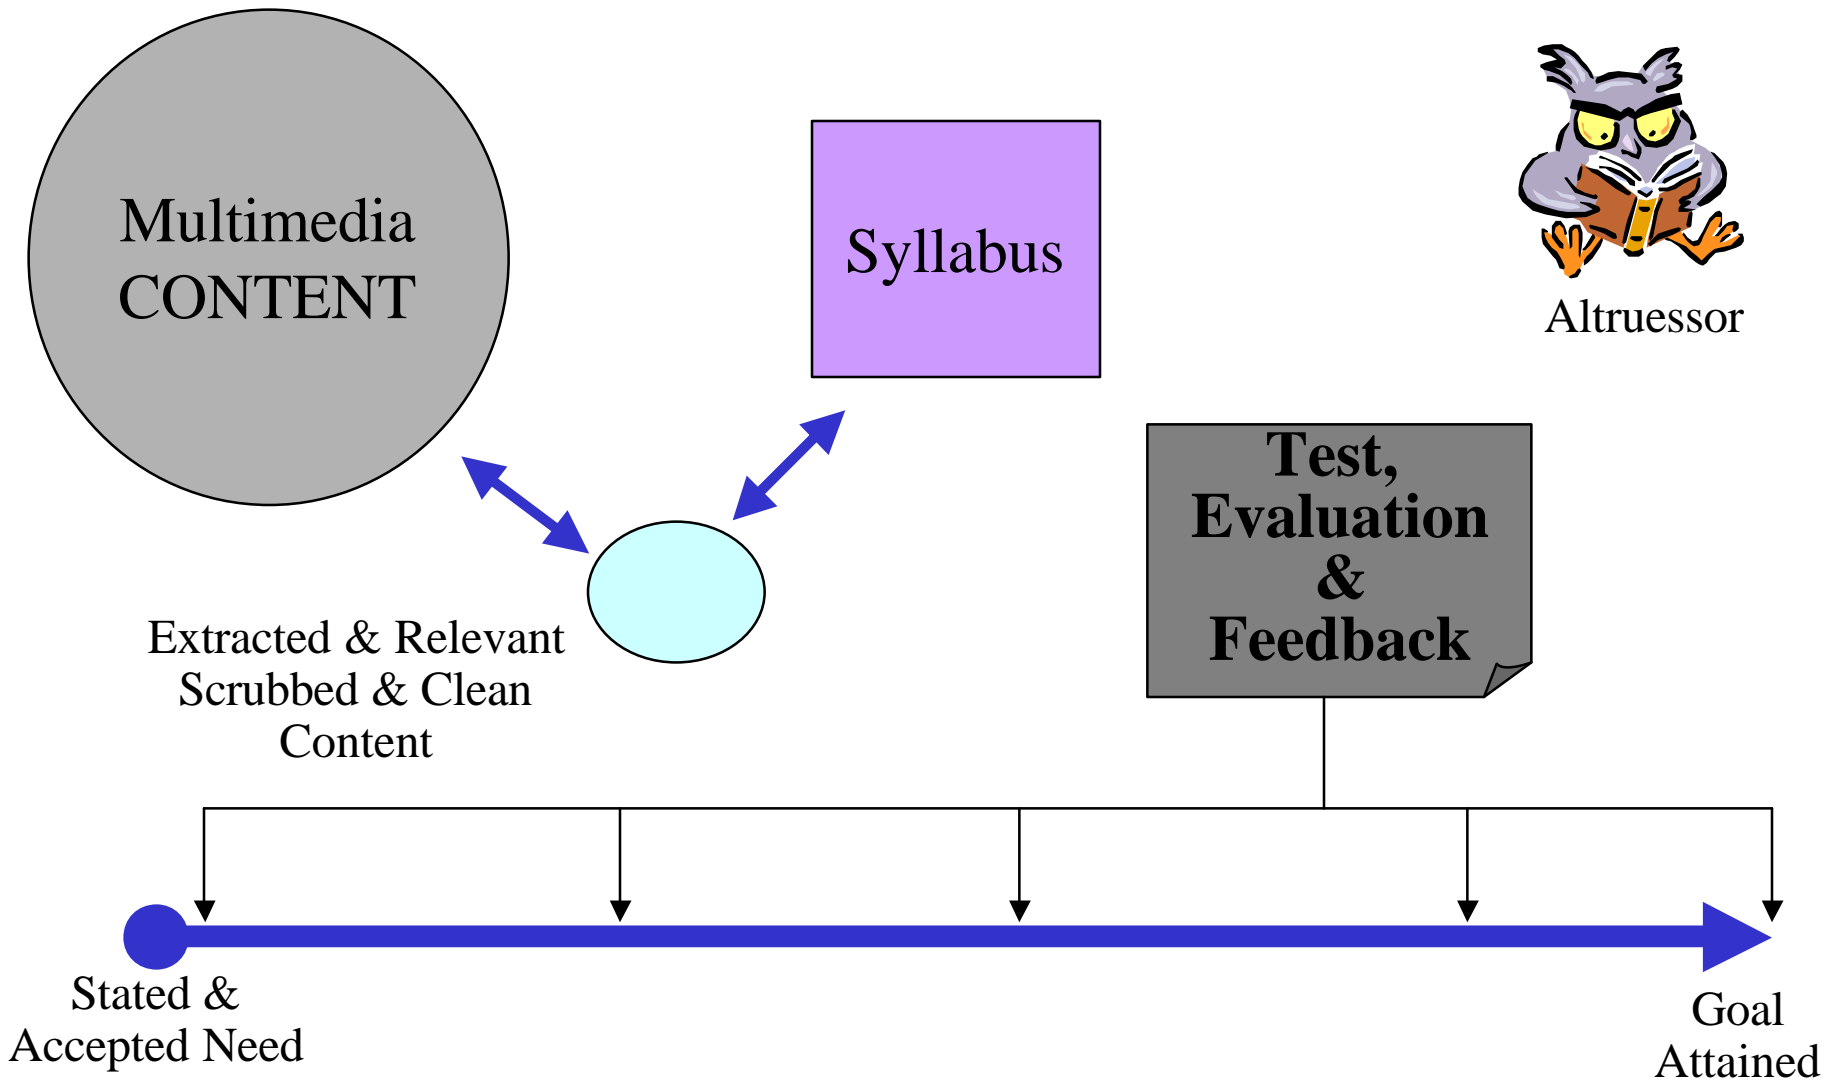 Multimedia
CONTENT
Syllabus
Altruessor
Test,
Evaluation
&
Feedback
Extracted & Relevant
Scrubbed & Clean
Content
Stated &
Accepted Need
Goal
Attained